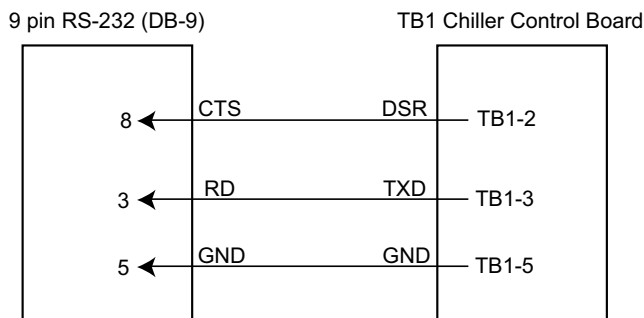 9 pin RS-232 (DB-9) TB1 Chiller Control Board
8 CTS DSR TB1-2
3 RD TXD TB1-3
5 GND GND TB1-5